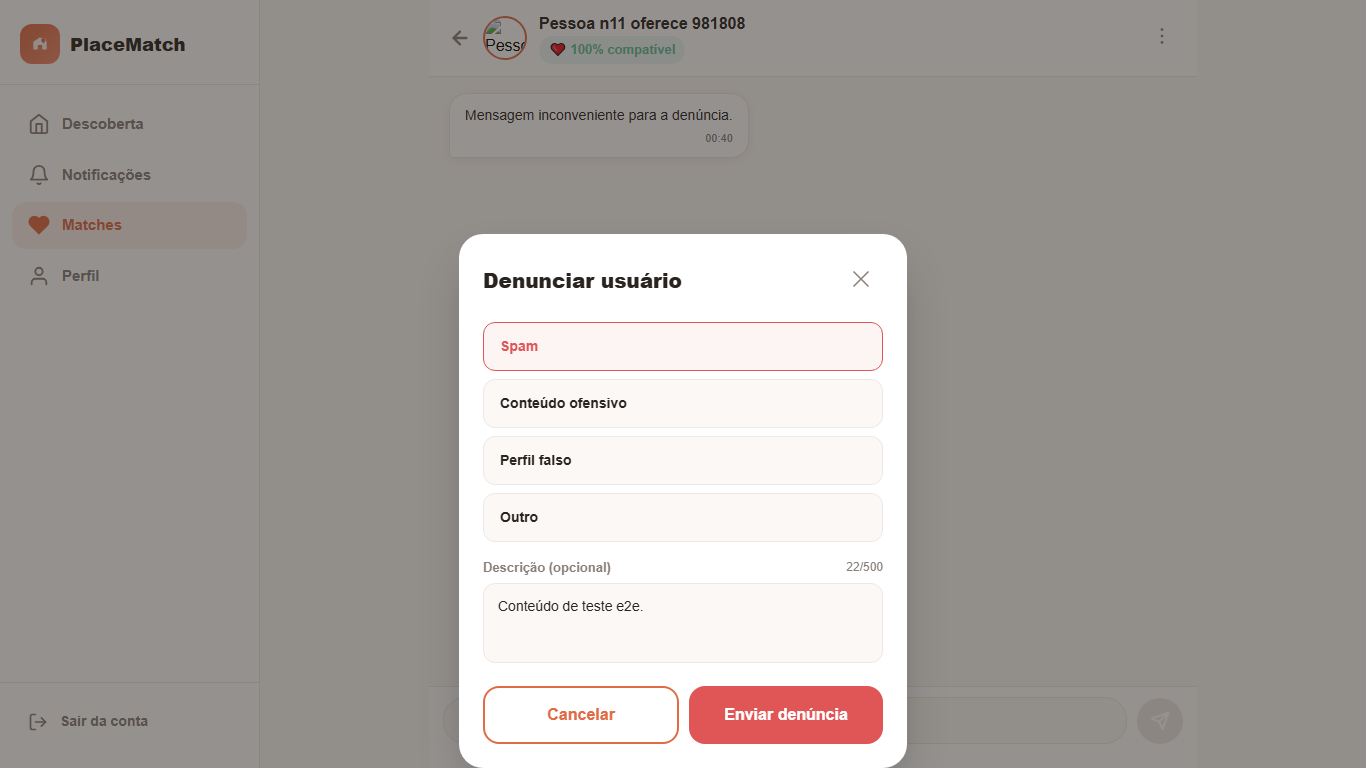 PlaceMatch
Descoberta
Notificações
Matches
Perfil
Sair da conta
Pesso
Pessoa n11 oferece 981808
100% compatível
Mensagem inconveniente para a denúncia.
00:40
Denunciar usuário
Spam
Conteúdo ofensivo
Perfil falso
Outro
Descrição (opcional)
22/500
Conteúdo de teste e2e.
Cancelar
Enviar denúncia